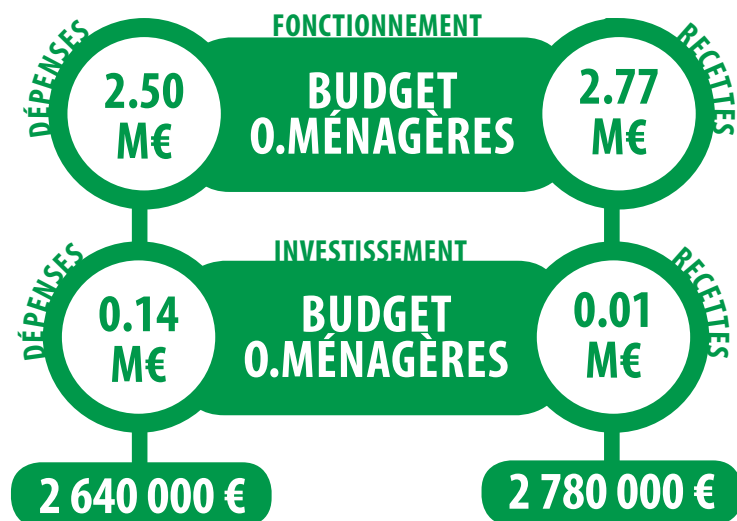 FONCTIONNEMENT
DÉPENSES
2.50
M€
BUDGET
O.MÉNAGÈRES
RECETTES
2.77
M€
INVESTISSEMENT
DÉPENSES
0.14
M€
BUDGET
O.MÉNAGÈRES
RECETTES
0.01
M€
2 640 000 €
2 780 000 €